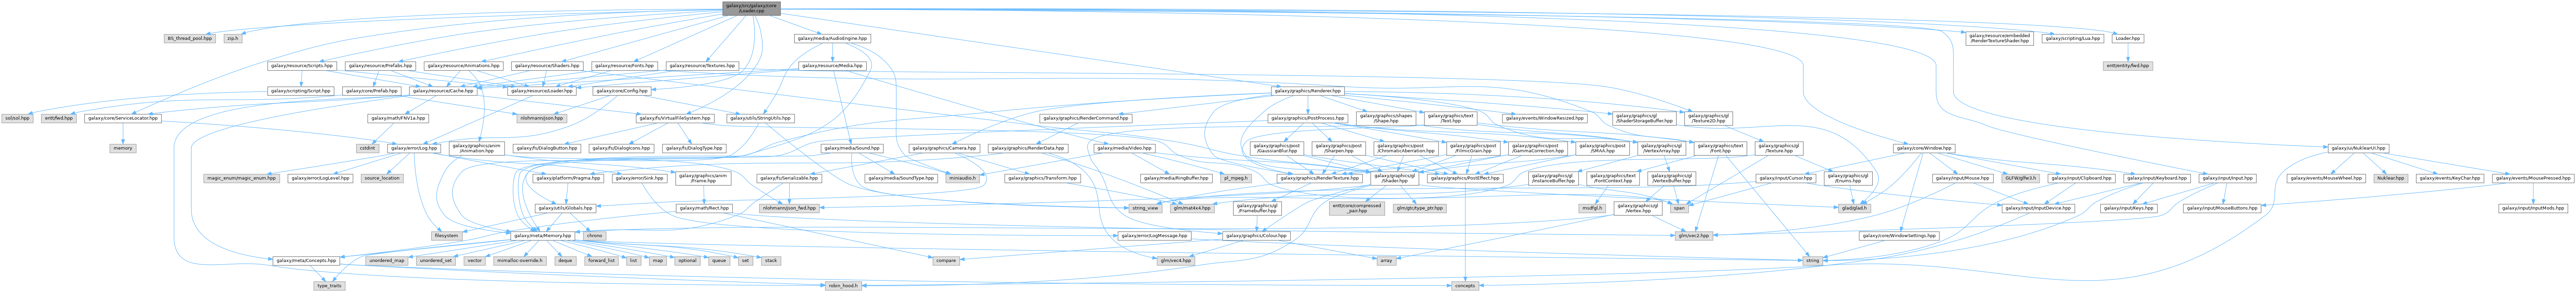 galaxy/src/galaxy/core
/Loader.cpp
BS_thread_pool.hpp
zip.h
galaxy/media/AudioEngine.hpp
galaxy/resource/embedded
/RenderTextureShader.hpp
galaxy/scripting/Lua.hpp
Loader.hpp
galaxy/resource/Scripts.hpp
galaxy/resource/Prefabs.hpp
galaxy/resource/Animations.hpp
galaxy/resource/Shaders.hpp
galaxy/resource/Fonts.hpp
galaxy/resource/Textures.hpp
galaxy/resource/Media.hpp
entt/entity/fwd.hpp
galaxy/scripting/Script.hpp
galaxy/core/Prefab.hpp
galaxy/resource/Cache.hpp
galaxy/resource/Loader.hpp
galaxy/core/Config.hpp
galaxy/graphics/Renderer.hpp
sol/sol.hpp
entt/fwd.hpp
galaxy/core/ServiceLocator.hpp
galaxy/math/FNV1a.hpp
nlohmann/json.hpp
galaxy/fs/VirtualFileSystem.hpp
galaxy/utils/StringUtils.hpp
galaxy/graphics/RenderCommand.hpp
galaxy/graphics/PostProcess.hpp
galaxy/graphics/shapes
/Shape.hpp
galaxy/graphics/text
/Text.hpp
galaxy/events/WindowResized.hpp
galaxy/graphics/gl
/ShaderStorageBuffer.hpp
galaxy/graphics/gl
/Texture2D.hpp
memory
cstdint
galaxy/error/Log.hpp
galaxy/graphics/anim
/Animation.hpp
galaxy/fs/DialogButton.hpp
galaxy/fs/DialogIcons.hpp
galaxy/fs/DialogType.hpp
galaxy/media/Sound.hpp
galaxy/graphics/Camera.hpp
galaxy/graphics/RenderData.hpp
galaxy/media/Video.hpp
galaxy/graphics/post
/GaussianBlur.hpp
galaxy/graphics/post
/Sharpen.hpp
galaxy/graphics/post
/ChromaticAberration.hpp
galaxy/graphics/post
/FilmicGrain.hpp
galaxy/graphics/post
/GammaCorrection.hpp
galaxy/graphics/post
/SMAA.hpp
galaxy/graphics/gl
/VertexArray.hpp
galaxy/graphics/text
/Font.hpp
galaxy/graphics/gl
/Texture.hpp
galaxy/core/Window.hpp
galaxy/ui/NuklearUI.hpp
magic_enum/magic_enum.hpp
galaxy/error/LogLevel.hpp
source_location
galaxy/platform/Pragma.hpp
galaxy/error/Sink.hpp
galaxy/graphics/anim
/Frame.hpp
galaxy/fs/Serializable.hpp
galaxy/media/SoundType.hpp
miniaudio.h
galaxy/graphics/Transform.hpp
galaxy/media/RingBuffer.hpp
pl_mpeg.h
galaxy/graphics/RenderTexture.hpp
galaxy/graphics/gl
/Shader.hpp
galaxy/graphics/PostEffect.hpp
galaxy/graphics/gl
/InstanceBuffer.hpp
galaxy/graphics/text
/FontContext.hpp
galaxy/graphics/gl
/VertexBuffer.hpp
galaxy/graphics/gl
/Enums.hpp
galaxy/input/Cursor.hpp
galaxy/input/Mouse.hpp
GLFW/glfw3.h
galaxy/input/Clipboard.hpp
galaxy/input/Keyboard.hpp
galaxy/input/Input.hpp
galaxy/events/MouseWheel.hpp
Nuklear.hpp
galaxy/events/KeyChar.hpp
galaxy/events/MousePressed.hpp
galaxy/utils/Globals.hpp
galaxy/math/Rect.hpp
nlohmann/json_fwd.hpp
string_view
glm/mat4x4.hpp
galaxy/graphics/gl
/Framebuffer.hpp
entt/core/compressed
_pair.hpp
glm/gtc/type_ptr.hpp
msdfgl.h
galaxy/graphics/gl
/Vertex.hpp
span
glad/glad.h
galaxy/input/InputDevice.hpp
galaxy/input/Keys.hpp
galaxy/input/MouseButtons.hpp
galaxy/input/InputMods.hpp
filesystem
galaxy/meta/Memory.hpp
chrono
galaxy/error/LogMessage.hpp
galaxy/graphics/Colour.hpp
glm/vec2.hpp
galaxy/core/WindowSettings.hpp
galaxy/meta/Concepts.hpp
unordered_map
unordered_set
vector
mimalloc-override.h
deque
forward_list
list
map
optional
queue
set
stack
compare
glm/vec4.hpp
array
string
type_traits
robin_hood.h
concepts